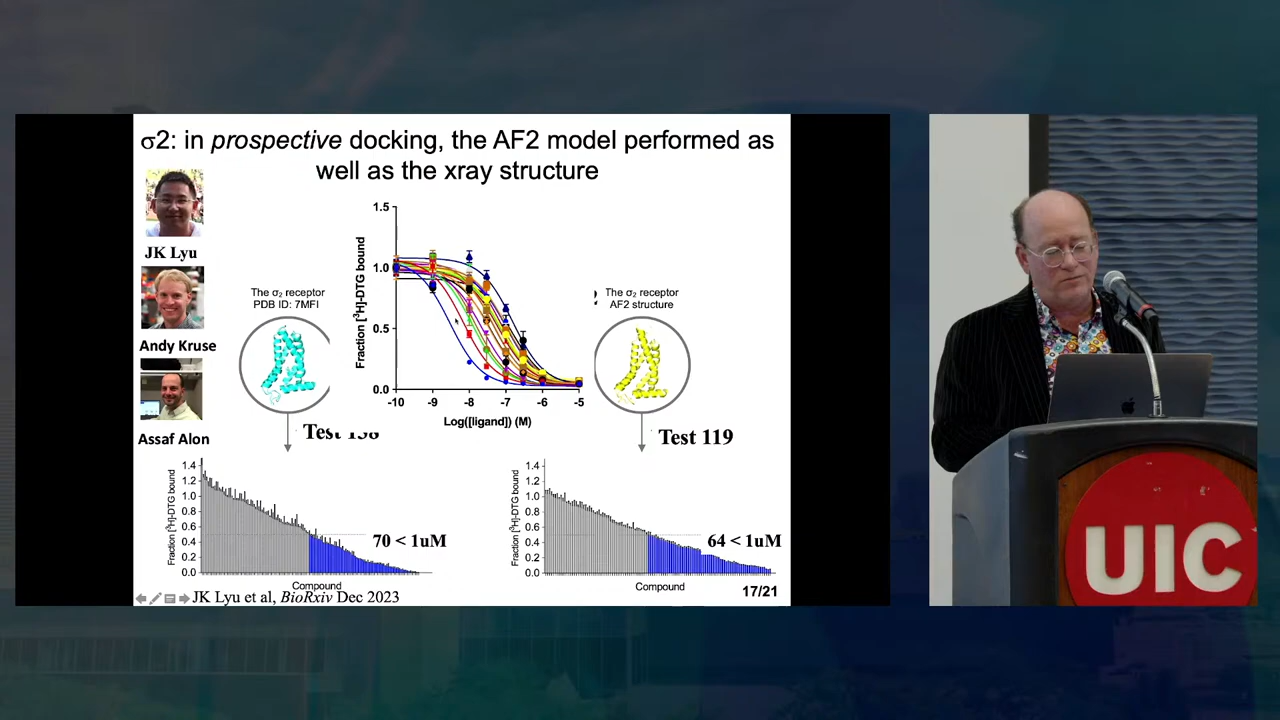 σ2: in prospective docking, the AF2 model performed as
well as the xray structure
JK Lyu
Andy Kruse
Assaf Alon
The σ₂ receptor
PDB ID: 7MFI
Fraction [³H]-DTG bound
1.5
1.0
0.5
0.0
-10 -9 -8 -7 -6 -5
Log([ligand]) (M)
The σ₂ receptor
AF2 structure
Test
Test 119
Fraction [³H]-DTG bound
1.4
1.2
1.0
0.8
0.6
0.4
0.2
0.0
70 < 1uM
Compound
Fraction [³H]-DTG bound
1.4
1.2
1.0
0.8
0.6
0.4
0.2
0.0
64 < 1uM
Compound
JK Lyu et al, BioRxiv Dec 2023
17/21
UIC